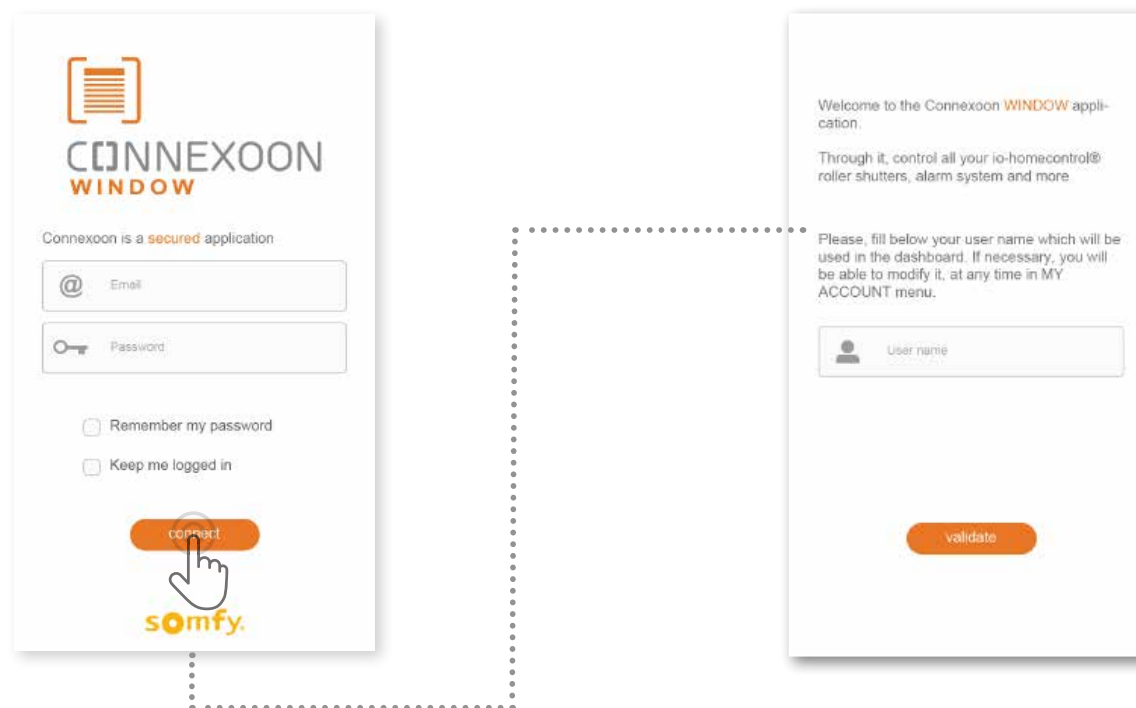 CONNEXOON
WINDOW
Connexoon is a secured application
@ Email
Password
Remember my password
Keep me logged in
connect
somfy.
Welcome to the Connexoon WINDOW appli-
cation.
Through it, control all your io-homecontrol®
roller shutters, alarm system and more
Please, fill below your user name which will be
used in the dashboard. If necessary, you will
be able to modify it, at any time in MY
ACCOUNT menu.
User name
validate